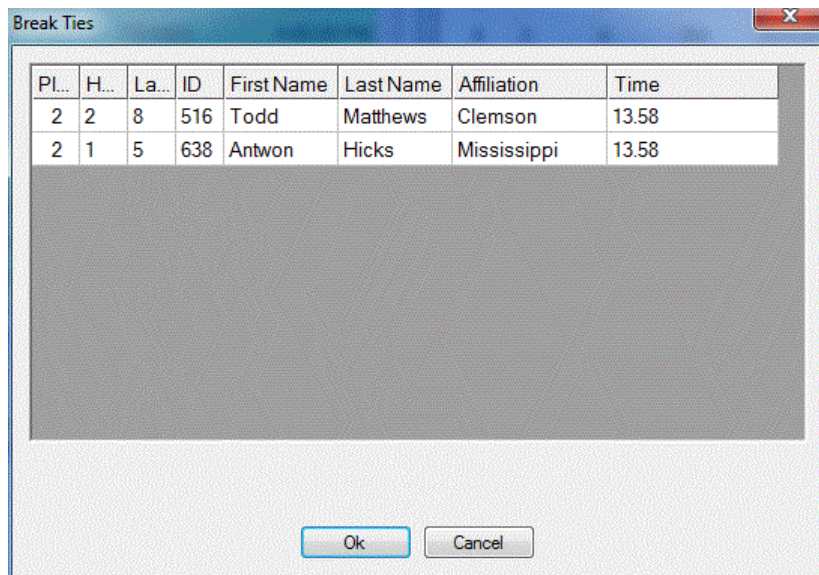 Break Ties
Pl... H... La... ID First Name Last Name Affiliation Time
2 2 8 516 Todd Matthews Clemson 13.58
2 1 5 638 Antwon Hicks Mississippi 13.58
Ok Cancel